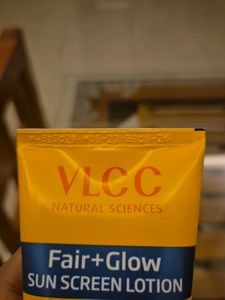 VLCC
NATURAL SCIENCES
Fair+Glow
SUN SCREEN LOTION